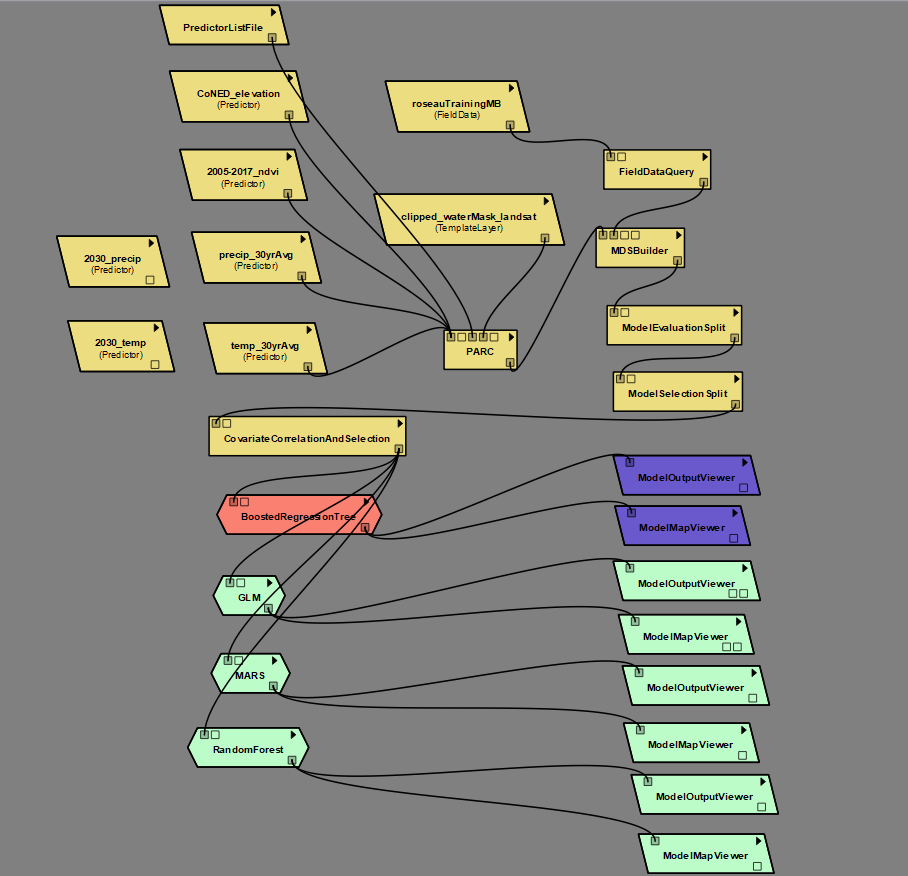 PredictorListFile
CoNED_elevation
(Predictor)
roseauTrainingMB
(FieldData)
2005-2017_ndvi
(Predictor)
FieldDataQuery
clipped_waterMask_landsat
(TemplateLayer)
2030_precip
(Predictor)
precip_30yrAvg
(Predictor)
MDSBuilder
2030_temp
(Predictor)
temp_30yrAvg
(Predictor)
PARC
ModelEvaluationSplit
ModelSelectionSplit
CovariateCorrelationAndSelection
BoostedRegressionTree
ModelOutputViewer
ModelMapViewer
GLM
ModelOutputViewer
ModelMapViewer
MARS
ModelOutputViewer
ModelMapViewer
RandomForest
ModelOutputViewer
ModelMapViewer